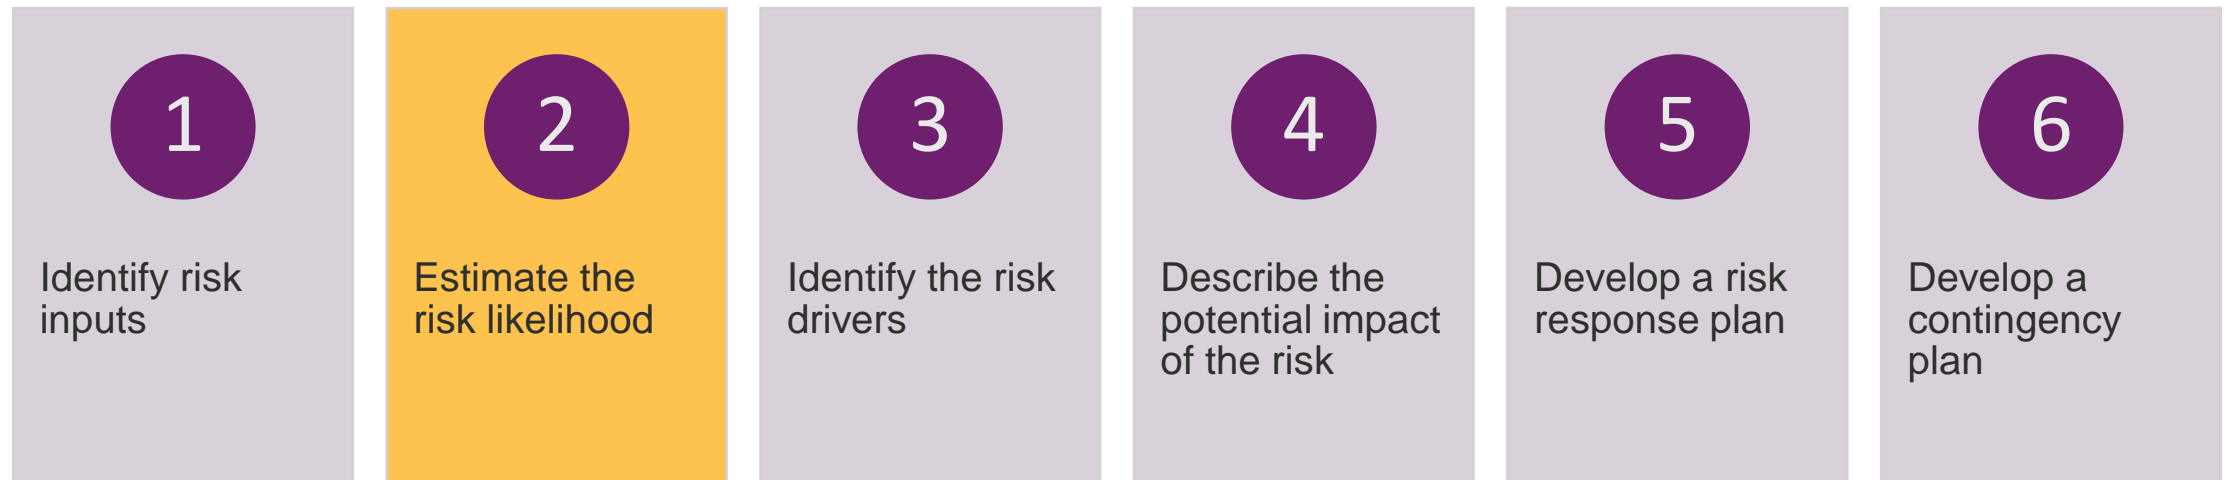 1
Identify risk
inputs
2
Estimate the
risk likelihood
3
Identify the risk
drivers
4
Describe the
potential impact
of the risk
5
Develop a risk
response plan
6
Develop a
contingency
plan